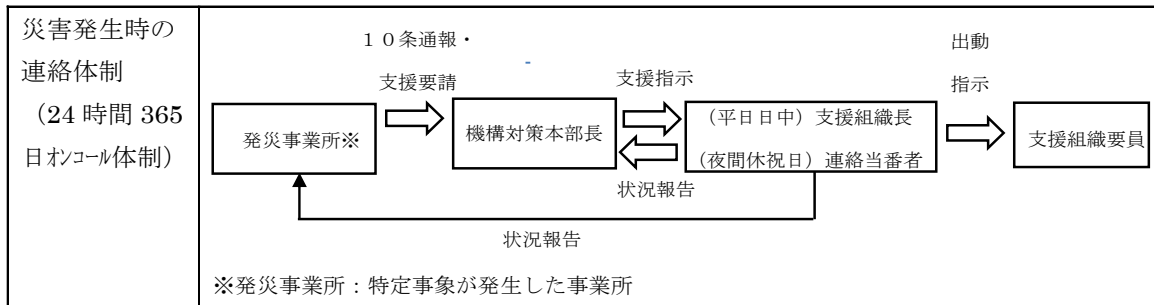 災害発生時の
連絡体制
（24 時間 365
日ｵﾝｺｰﾙ体制）
１０条通報・
支援要請
支援指示
出動
指示
発災事業所※
機構対策本部長
（平日日中）支援組織長
（夜間休祝日）連絡当番者
支援組織要員
状況報告
状況報告
※発災事業所：特定事象が発生した事業所